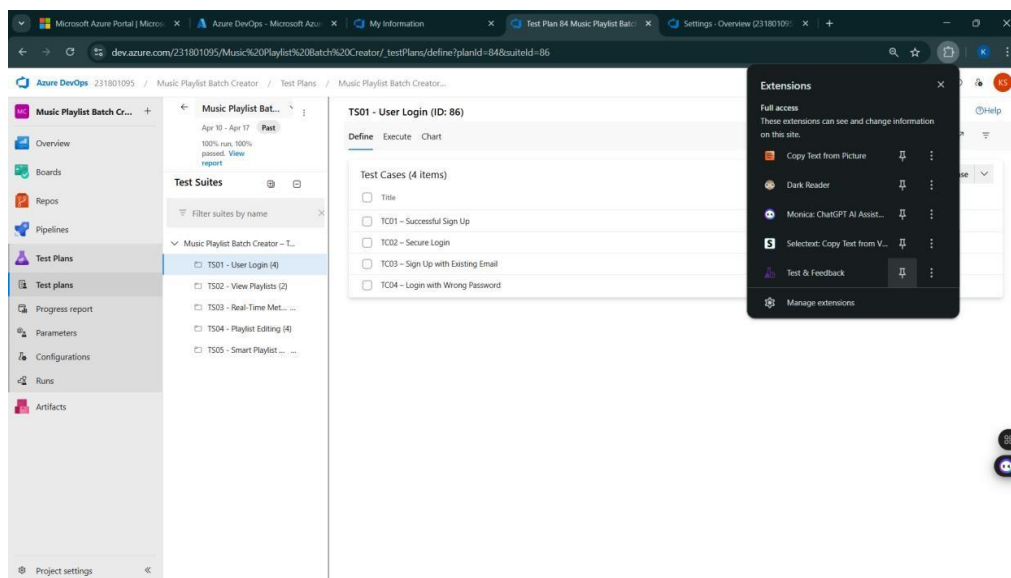 Microsoft Azure Portal | Micros
Azure DevOps - Microsoft Azur
My Information
Test Plan 84 Music Playlist Batc
Settings - Overview (23180109
dev.azure.com/231801095/Music%20Playlist%20Batch%20Creator/_testPlans/define?planId=84&suiteId=86
K
Azure DevOps 231801095 / Music Playlist Batch Creator / Test Plans / Music Playlist Batch Creator...
KS
MC Music Playlist Batch Cr... +
Overview
Boards
Repos
Pipelines
Test Plans
Test plans
Progress report
Parameters
Configurations
Runs
Artifacts
Project settings
Music Playlist Bat...
Apr 10 - Apr 17 Past
100% run, 100%
passed. View
report
Test Suites
Filter suites by name
Music Playlist Batch Creator – T...
TS01 - User Login (4)
TS02 - View Playlists (2)
TS03 - Real-Time Met... ...
TS04 - Playlist Editing (4)
TS05 - Smart Playlist ... ...
TS01 - User Login (ID: 86)
Help
Define Execute Chart
Test Cases (4 items)
Title
TC01 – Successful Sign Up
TC02 – Secure Login
TC03 – Sign Up with Existing Email
TC04 – Login with Wrong Password
Extensions
Full access
These extensions can see and change information
on this site.
Copy Text from Picture
Dark Reader
Monica: ChatGPT AI Assist...
Selectext: Copy Text from V...
Test & Feedback
Manage extensions